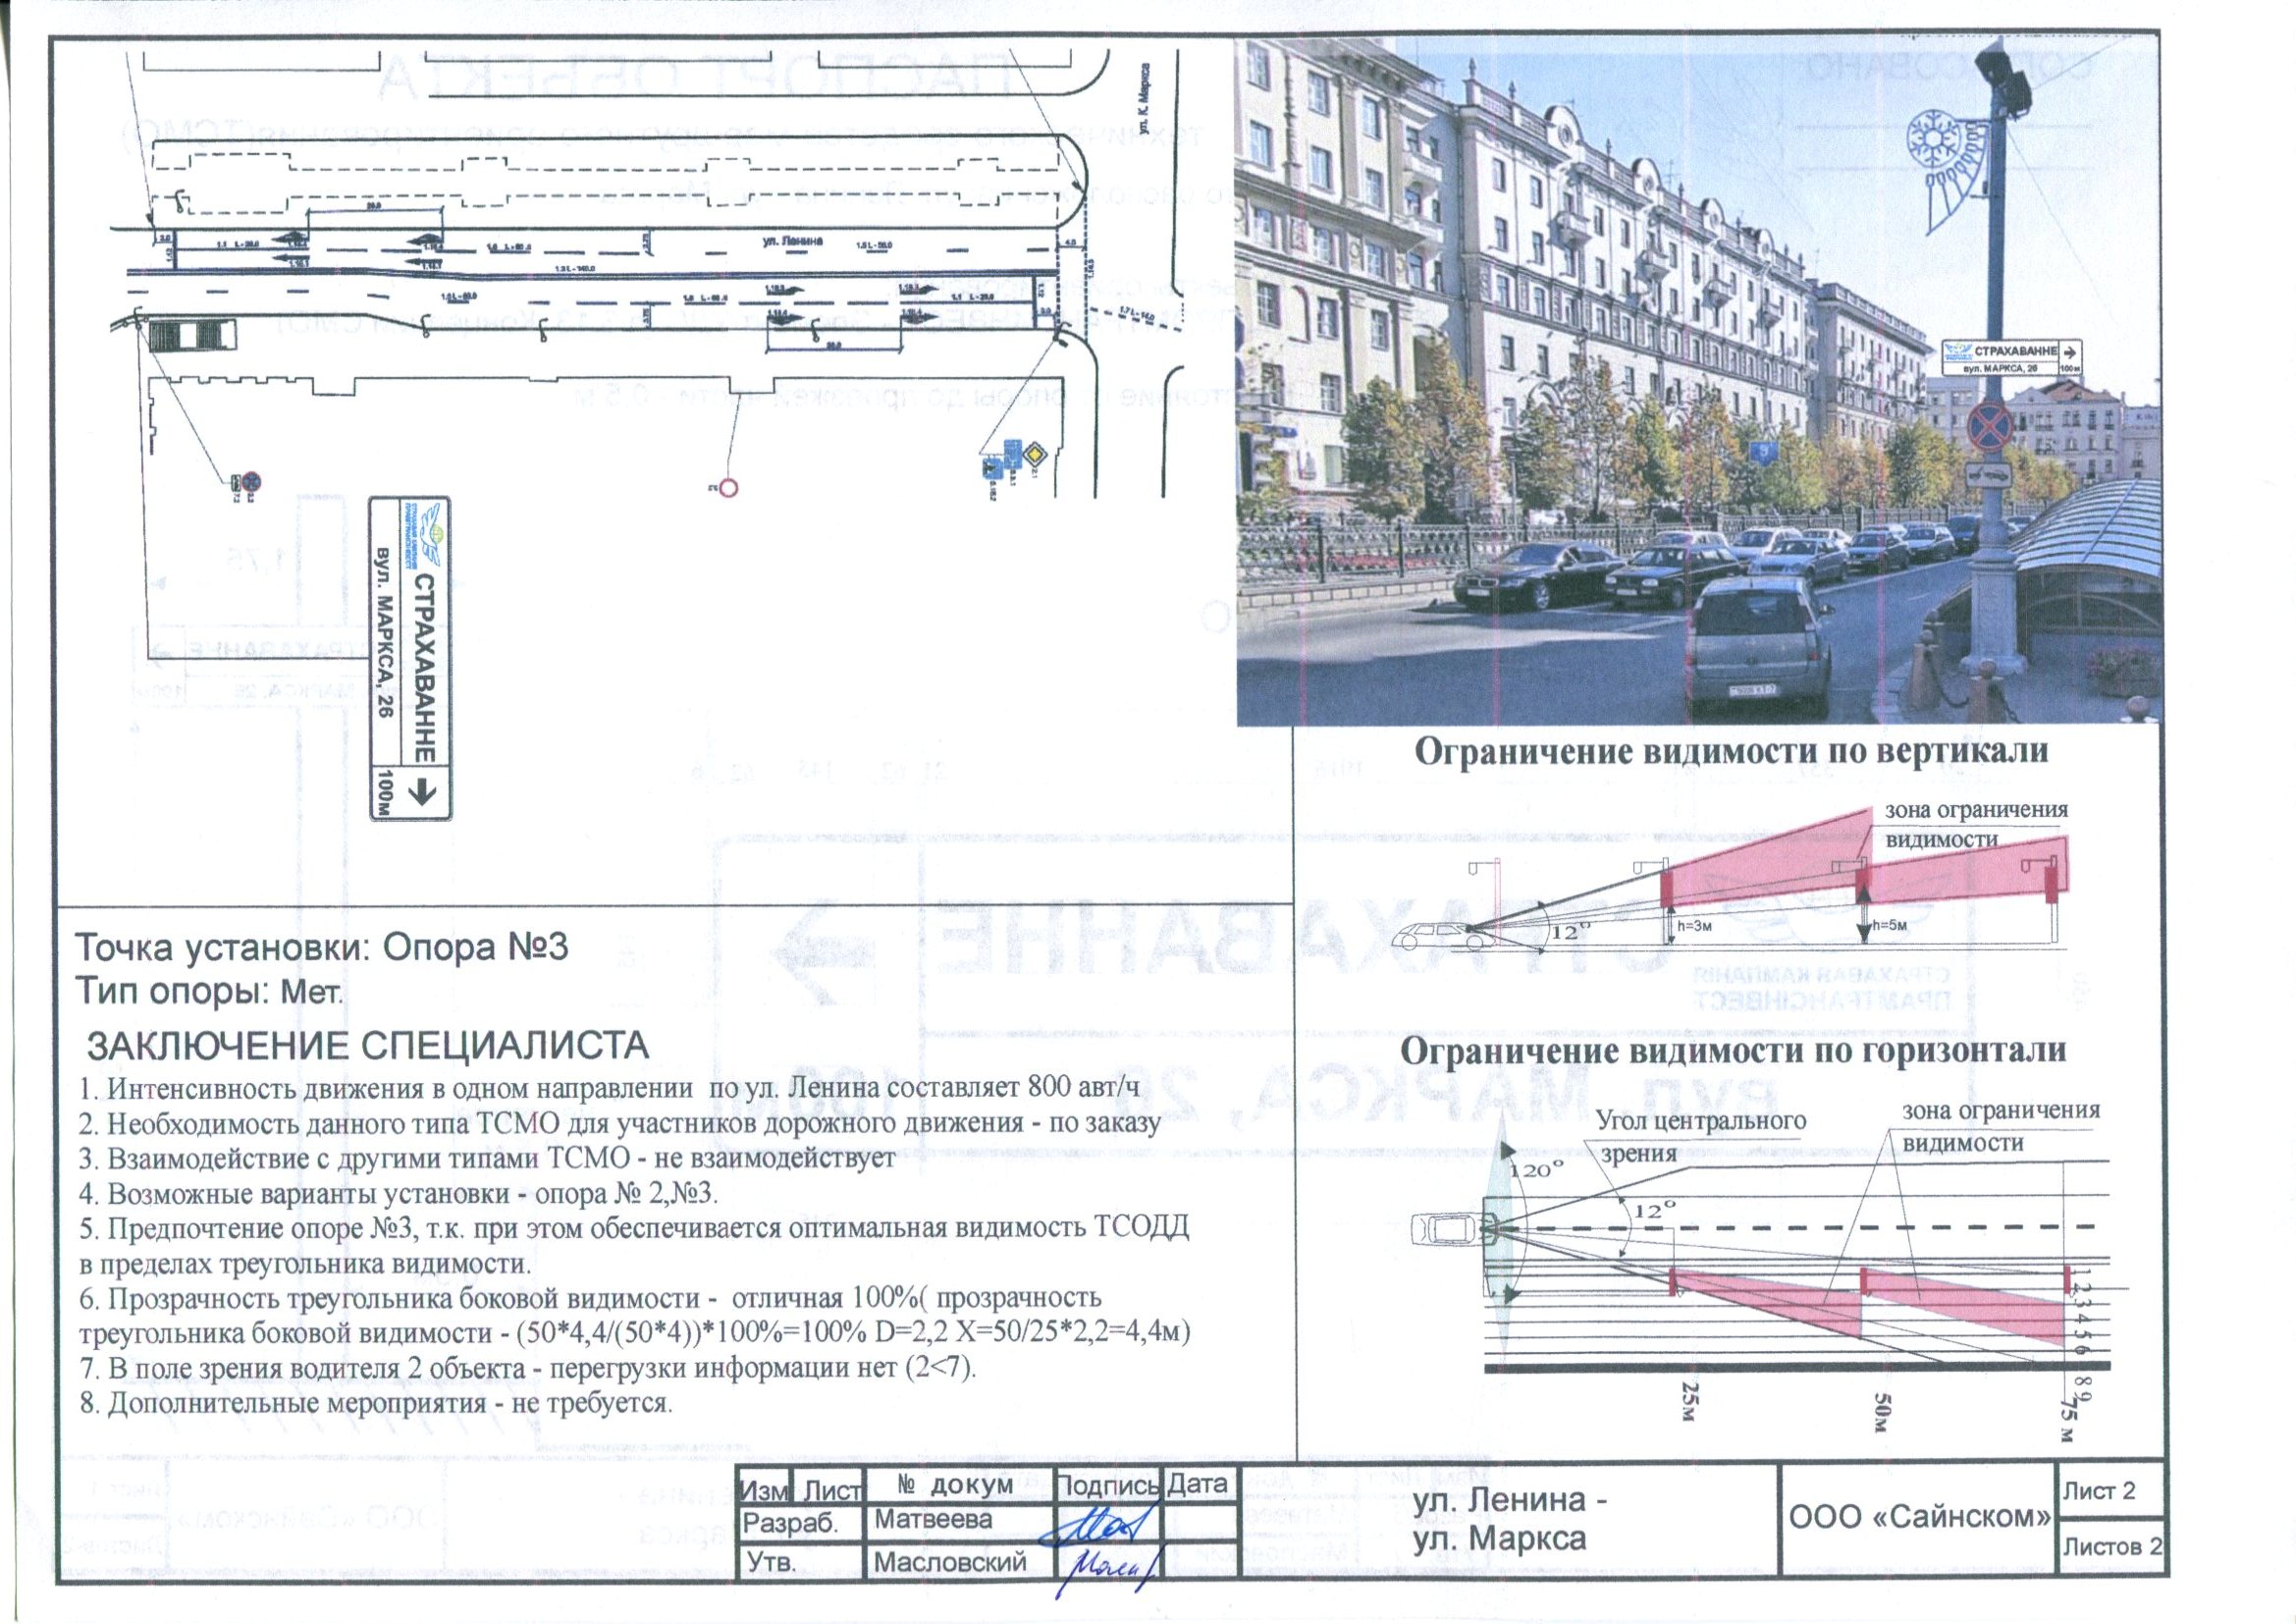 ул. К. Маркса
ул. Ленина
СТРАХАВАННЕ
вул. МАРКСА, 26
100м
СТРАХАВАННЕ
вул. МАРКСА, 26
100м
Ограничение видимости по вертикали
зона ограничения
видимости
12°
h=3м
h=5м
Точка установки: Опора №3
Тип опоры: Мет.
ЗАКЛЮЧЕНИЕ СПЕЦИАЛИСТА
1. Интенсивность движения в одном направлении по ул. Ленина составляет 800 авт/ч
2. Необходимость данного типа ТСМО для участников дорожного движения - по заказу
3. Взаимодействие с другими типами ТСМО - не взаимодействует
4. Возможные варианты установки - опора № 2,№3.
5. Предпочтение опоре №3, т.к. при этом обеспечивается оптимальная видимость ТСОДД
в пределах треугольника видимости.
6. Прозрачность треугольника боковой видимости - отличная 100%( прозрачность
треугольника боковой видимости - (50*4,4/(50*4))*100%=100% D=2,2 X=50/25*2,2=4,4м)
7. В поле зрения водителя 2 объекта - перегрузки информации нет (2<7).
8. Дополнительные мероприятия - не требуется.
Ограничение видимости по горизонтали
Угол центрального
зрения
зона ограничения
видимости
120°
12°
1 2 3 4 5 6
8 9
25м
50м
75 м
Изм Лист № докум Подпись Дата
Разраб. Матвеева
Утв. Масловский
ул. Ленина -
ул. Маркса
ООО «Сайнском»
Лист 2
Листов 2